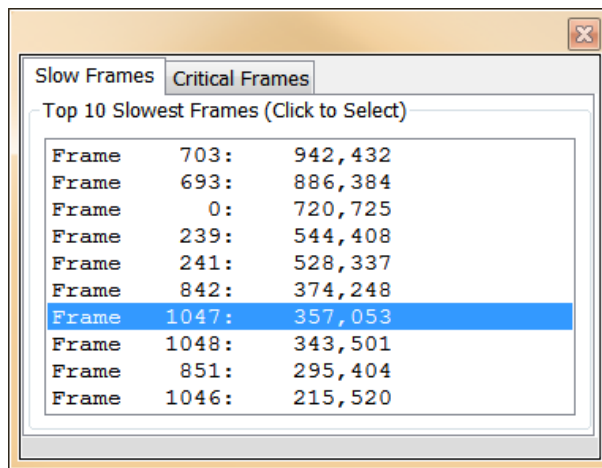 Slow Frames Critical Frames
Top 10 Slowest Frames (Click to Select)
Frame 703: 942,432
Frame 693: 886,384
Frame 0: 720,725
Frame 239: 544,408
Frame 241: 528,337
Frame 842: 374,248
Frame 1047: 357,053
Frame 1048: 343,501
Frame 851: 295,404
Frame 1046: 215,520